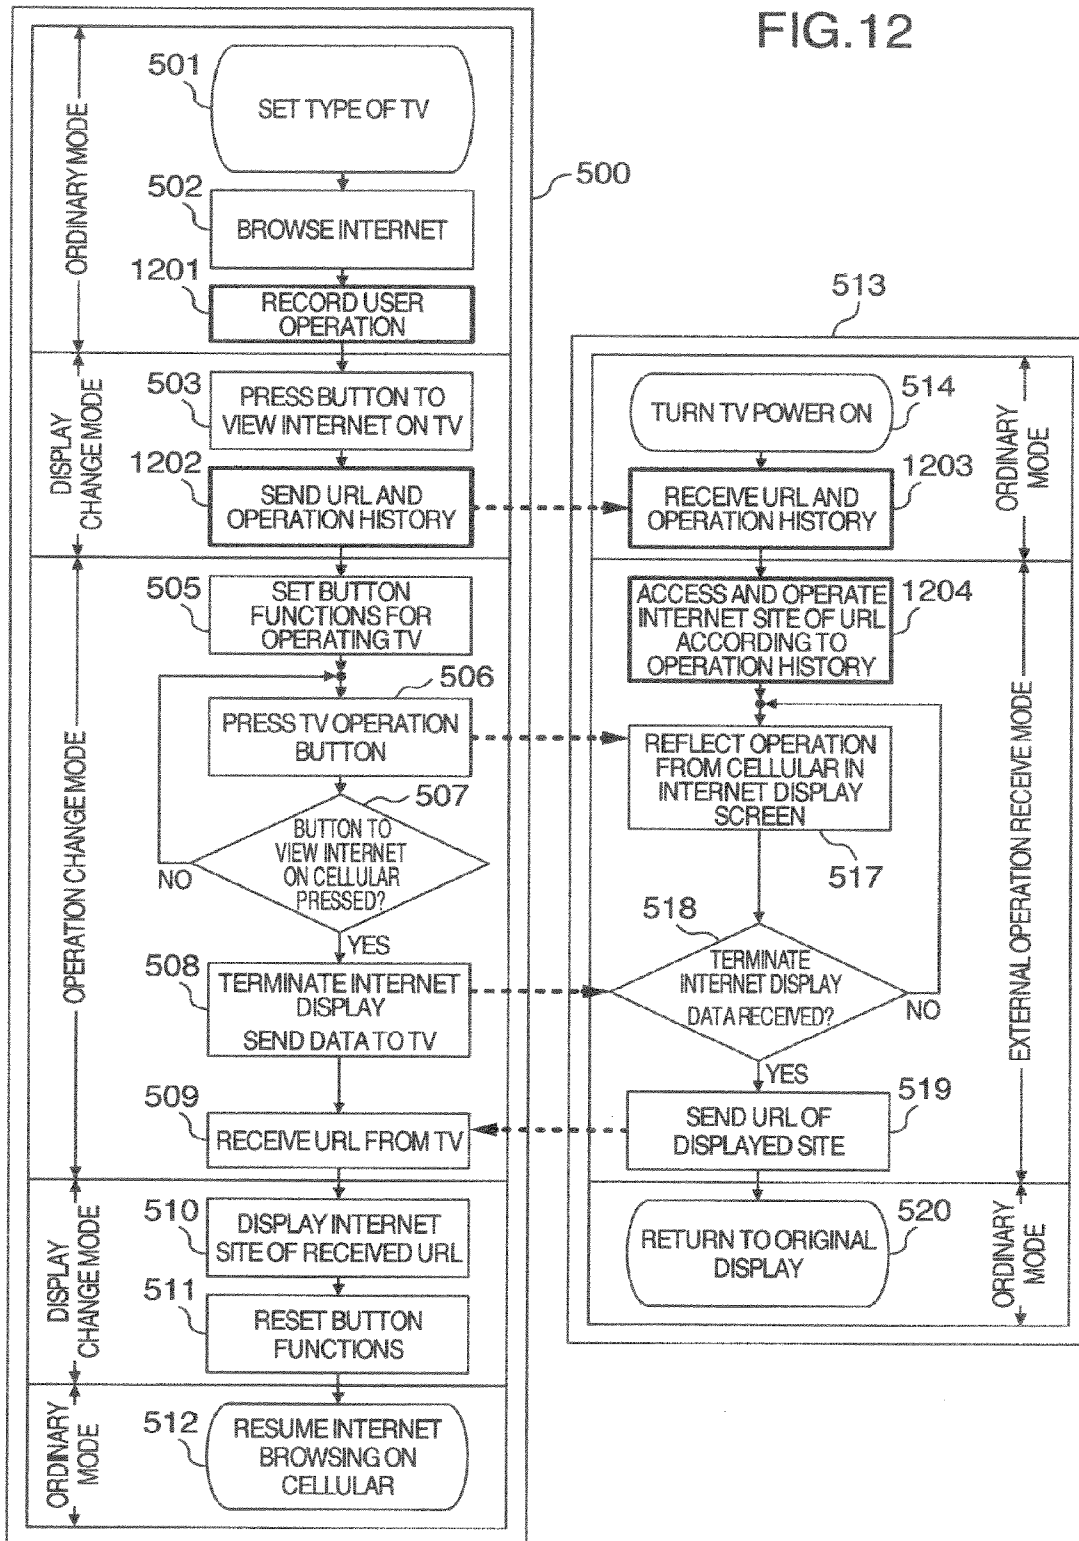 FIG.12
500
ORDINARY MODE
501
SET TYPE OF TV
502
BROWSE INTERNET
1201
RECORD USER
OPERATION
DISPLAY
CHANGE MODE
503
PRESS BUTTON TO
VIEW INTERNET ON TV
1202
SEND URL AND
OPERATION HISTORY
OPERATION CHANGE MODE
505
SET BUTTON
FUNCTIONS FOR
OPERATING TV
506
PRESS TV OPERATION
BUTTON
507
BUTTON TO
VIEW INTERNET
ON CELLULAR
PRESSED?
NO
YES
508
TERMINATE INTERNET
DISPLAY
SEND DATA TO TV
509
RECEIVE URL FROM TV
DISPLAY
CHANGE MODE
510
DISPLAY INTERNET
SITE OF RECEIVED URL
511
RESET BUTTON
FUNCTIONS
ORDINARY
MODE
512
RESUME INTERNET
BROWSING ON
CELLULAR
513
ORDINARY
MODE
514
TURN TV POWER ON
1203
RECEIVE URL AND
OPERATION HISTORY
EXTERNAL OPERATION RECEIVE MODE
1204
ACCESS AND OPERATE
INTERNET SITE OF URL
ACCORDING TO
OPERATION HISTORY
REFLECT OPERATION
FROM CELLULAR IN
INTERNET DISPLAY
SCREEN
517
518
TERMINATE
INTERNET DISPLAY
DATA RECEIVED?
NO
YES
519
SEND URL OF
DISPLAYED SITE
ORDINARY
MODE
520
RETURN TO ORIGINAL
DISPLAY